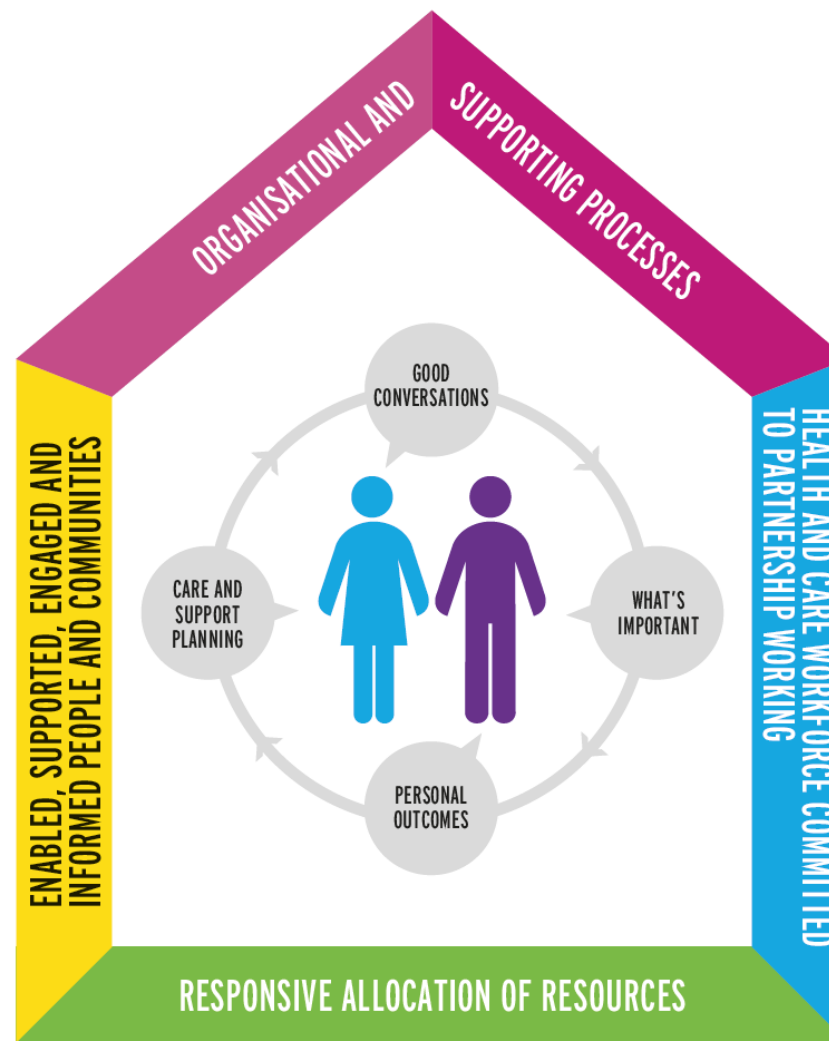 ORGANISATIONAL AND
SUPPORTING PROCESSES
GOOD
CONVERSATIONS
ENABLED, SUPPORTED, ENGAGED AND
INFORMED PEOPLE AND COMMUNITIES
CARE AND
SUPPORT
PLANNING
WHAT'S
IMPORTANT
HEALTH AND CARE WORKFORCE COMMITTED
TO PARTNERSHIP WORKING
PERSONAL
OUTCOMES
RESPONSIVE ALLOCATION OF RESOURCES